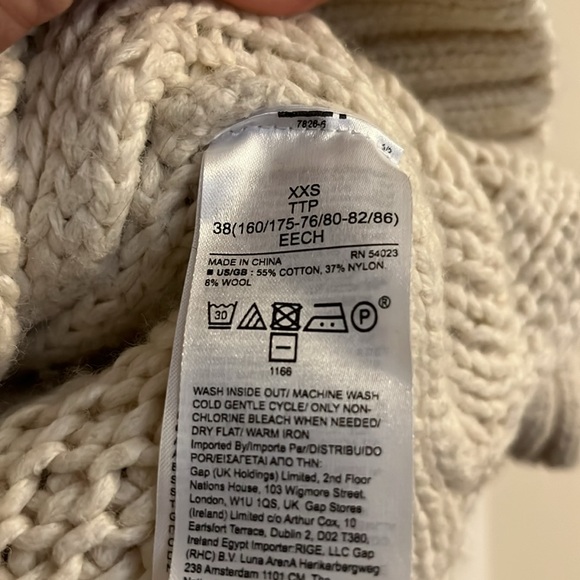 7826-6
XXS
TTP
38(160/175-76/80-82/86)
EECH
MADE IN CHINA RN 54023
■ US/GB : 55% COTTON, 37% NYLON,
8% WOOL
30 P ®
1166
WASH INSIDE OUT/ MACHINE WASH
COLD GENTLE CYCLE/ ONLY NON-
CHLORINE BLEACH WHEN NEEDED/
DRY FLAT/ WARM IRON
Imported By/Importe Par/DISTRIBUIDO
POR/ΕΙΣΑΓΕΤΑΙ ΑΠΟ ΤΗΝ:
Gap (UK Holdings) Limited, 2nd Floor
Nations House, 103 Wigmore Street,
London, W1U 1QS, UK Gap Stores
(Ireland) Limited c/o Arthur Cox, 10
Earlsfort Terrace, Dublin 2, D02 T380,
Ireland Egypt Importer:RIGE, LLC Gap
(RHC) B.V. Luna ArenA Herikerbergweg
238 Amsterdam 1101 CM, The